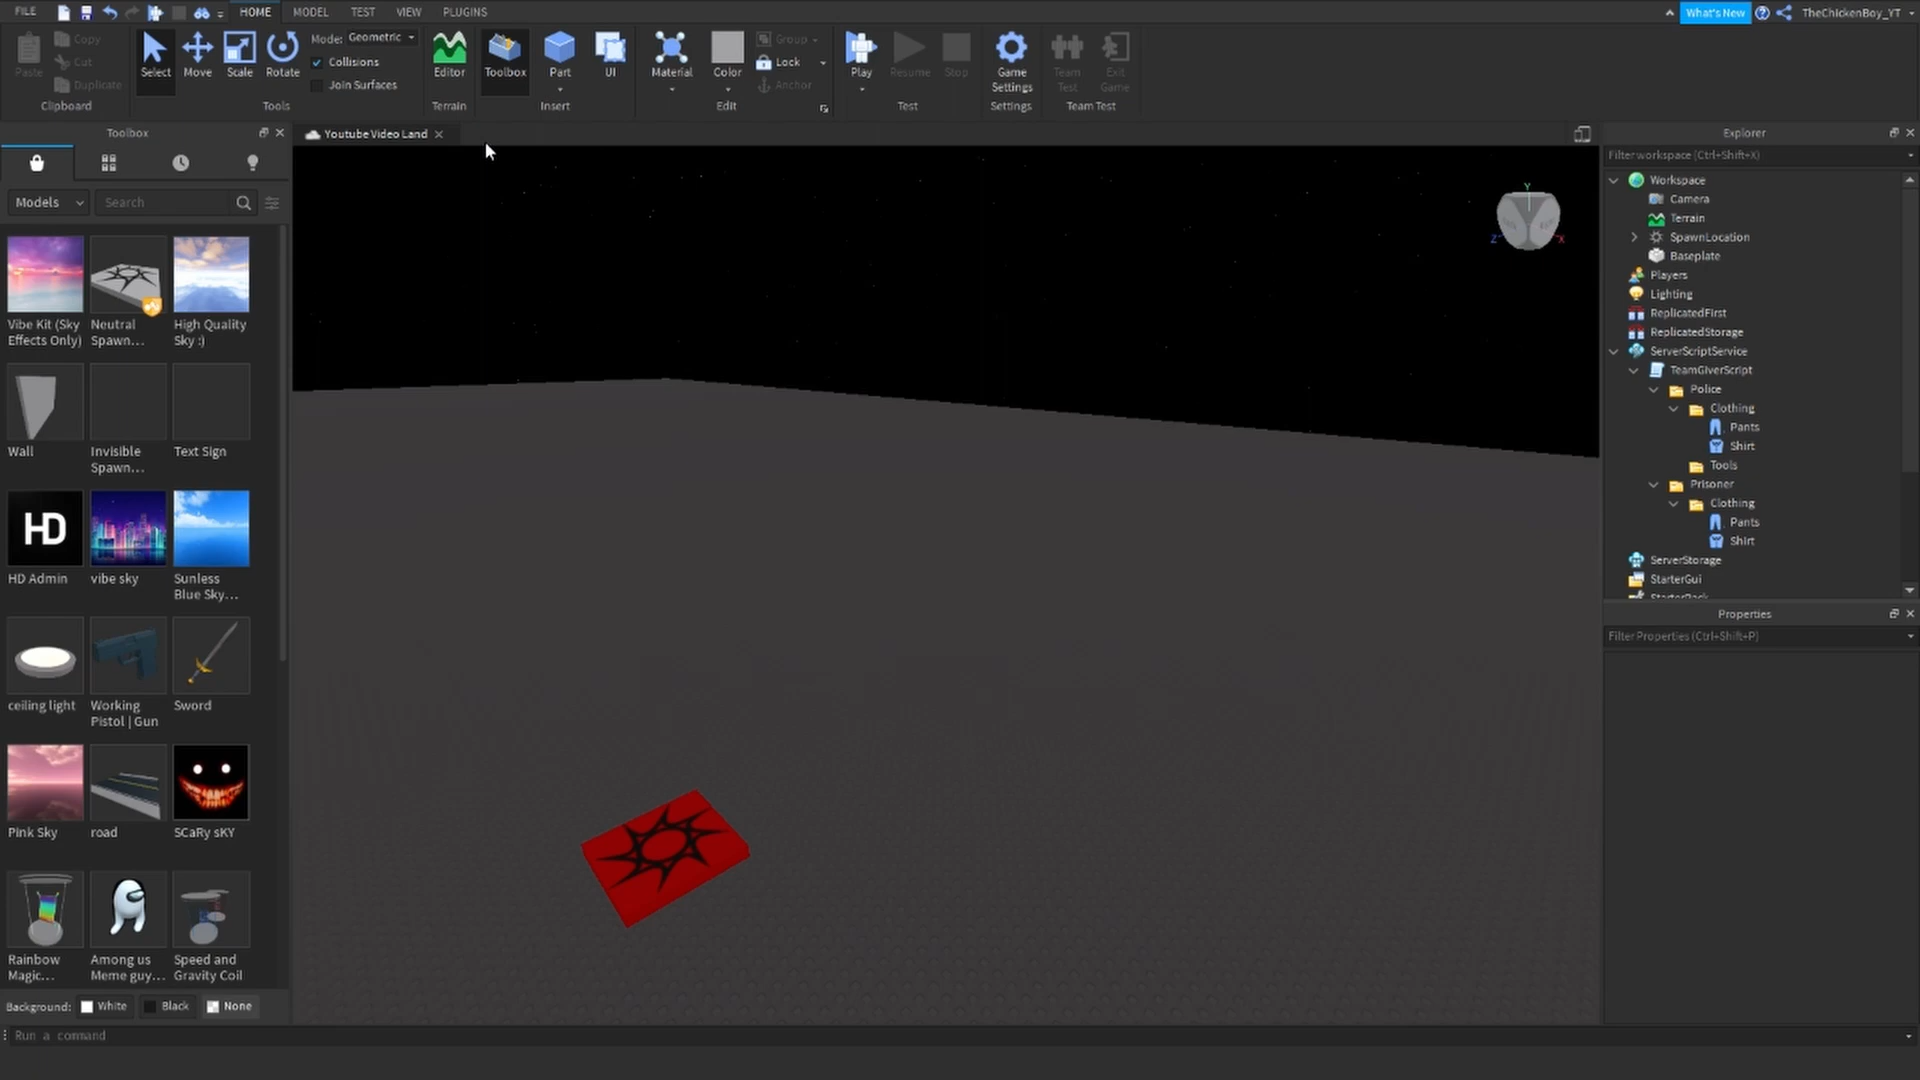 FILE
HOME
MODEL
TEST
VIEW
PLUGINS
What's New
TheChickenBoy_YT
Paste
Copy
Cut
Duplicate
Clipboard
Select
Move
Scale
Rotate
Mode: Geometric
Collisions
Join Surfaces
Tools
Editor
Terrain
Toolbox
Part
UI
Insert
Material
Color
Group
Lock
Anchor
Edit
Play
Resume
Stop
Test
Game
Settings
Settings
Team
Test
Exit
Game
Team Test
Toolbox
Youtube Video Land
Models
Search
Vibe Kit (Sky
Effects Only)
Neutral
Spawn...
High Quality
Sky :)
Wall
Invisible
Spawn...
Text Sign
HD
HD Admin
vibe sky
Sunless
Blue Sky...
ceiling light
Working
Pistol | Gun
Sword
Pink Sky
road
SCaRy sKY
Rainbow
Magic...
Among us
Meme guy...
Speed and
Gravity Coil
Background:
White
Black
None
Run a command
Y
Z
X
Explorer
Filter workspace (Ctrl+Shift+X)
Workspace
Camera
Terrain
SpawnLocation
Baseplate
Players
Lighting
ReplicatedFirst
ReplicatedStorage
ServerScriptService
TeamGiverScript
Police
Clothing
Pants
Shirt
Tools
Prisoner
Clothing
Pants
Shirt
ServerStorage
StarterGui
StarterPack
Properties
Filter Properties (Ctrl+Shift+P)